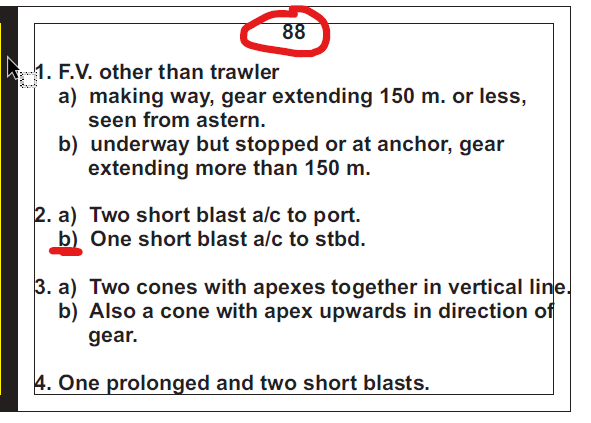 88
1. F.V. other than trawler
a) making way, gear extending 150 m. or less,
seen from astern.
b) underway but stopped or at anchor, gear
extending more than 150 m.
2. a) Two short blast a/c to port.
b) One short blast a/c to stbd.
3. a) Two cones with apexes together in vertical line.
b) Also a cone with apex upwards in direction of
gear.
4. One prolonged and two short blasts.